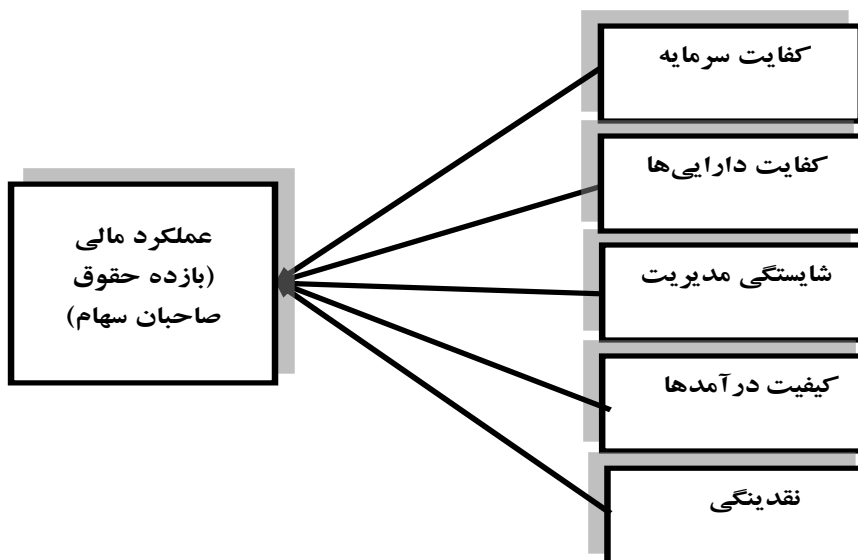 کفایت سرمایه
کفایت دارایی‌ها
شایستگی مدیریت
کیفیت درآمدها
نقدینگی
عملکرد مالی
(بازده حقوق
صاحبان سهام)